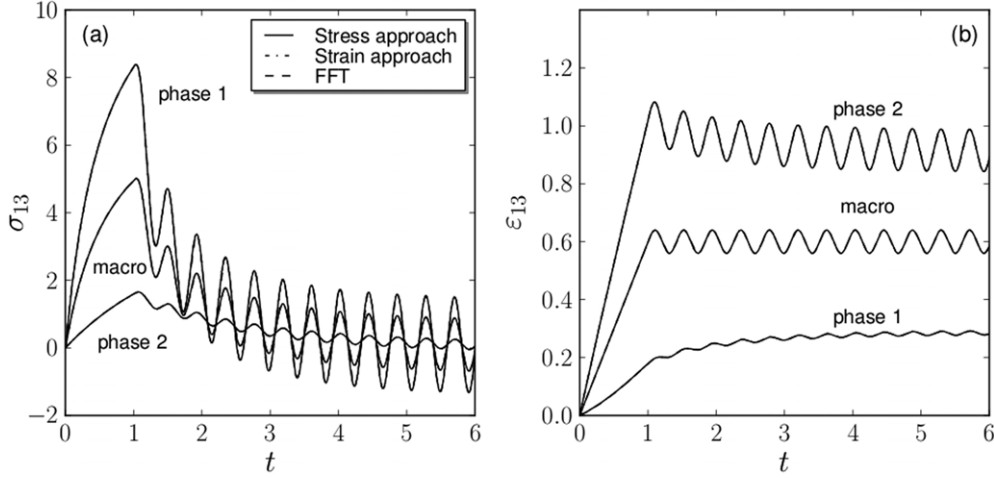 (a)
Stress approach
Strain approach
FFT
phase 1
macro
phase 2
σ13
8
6
4
2
0
−2
0 1 2 3 4 5 6
t
(b)
phase 2
macro
phase 1
ε13
1.2
1.0
0.8
0.6
0.4
0.2
0.0
0 1 2 3 4 5 6
t